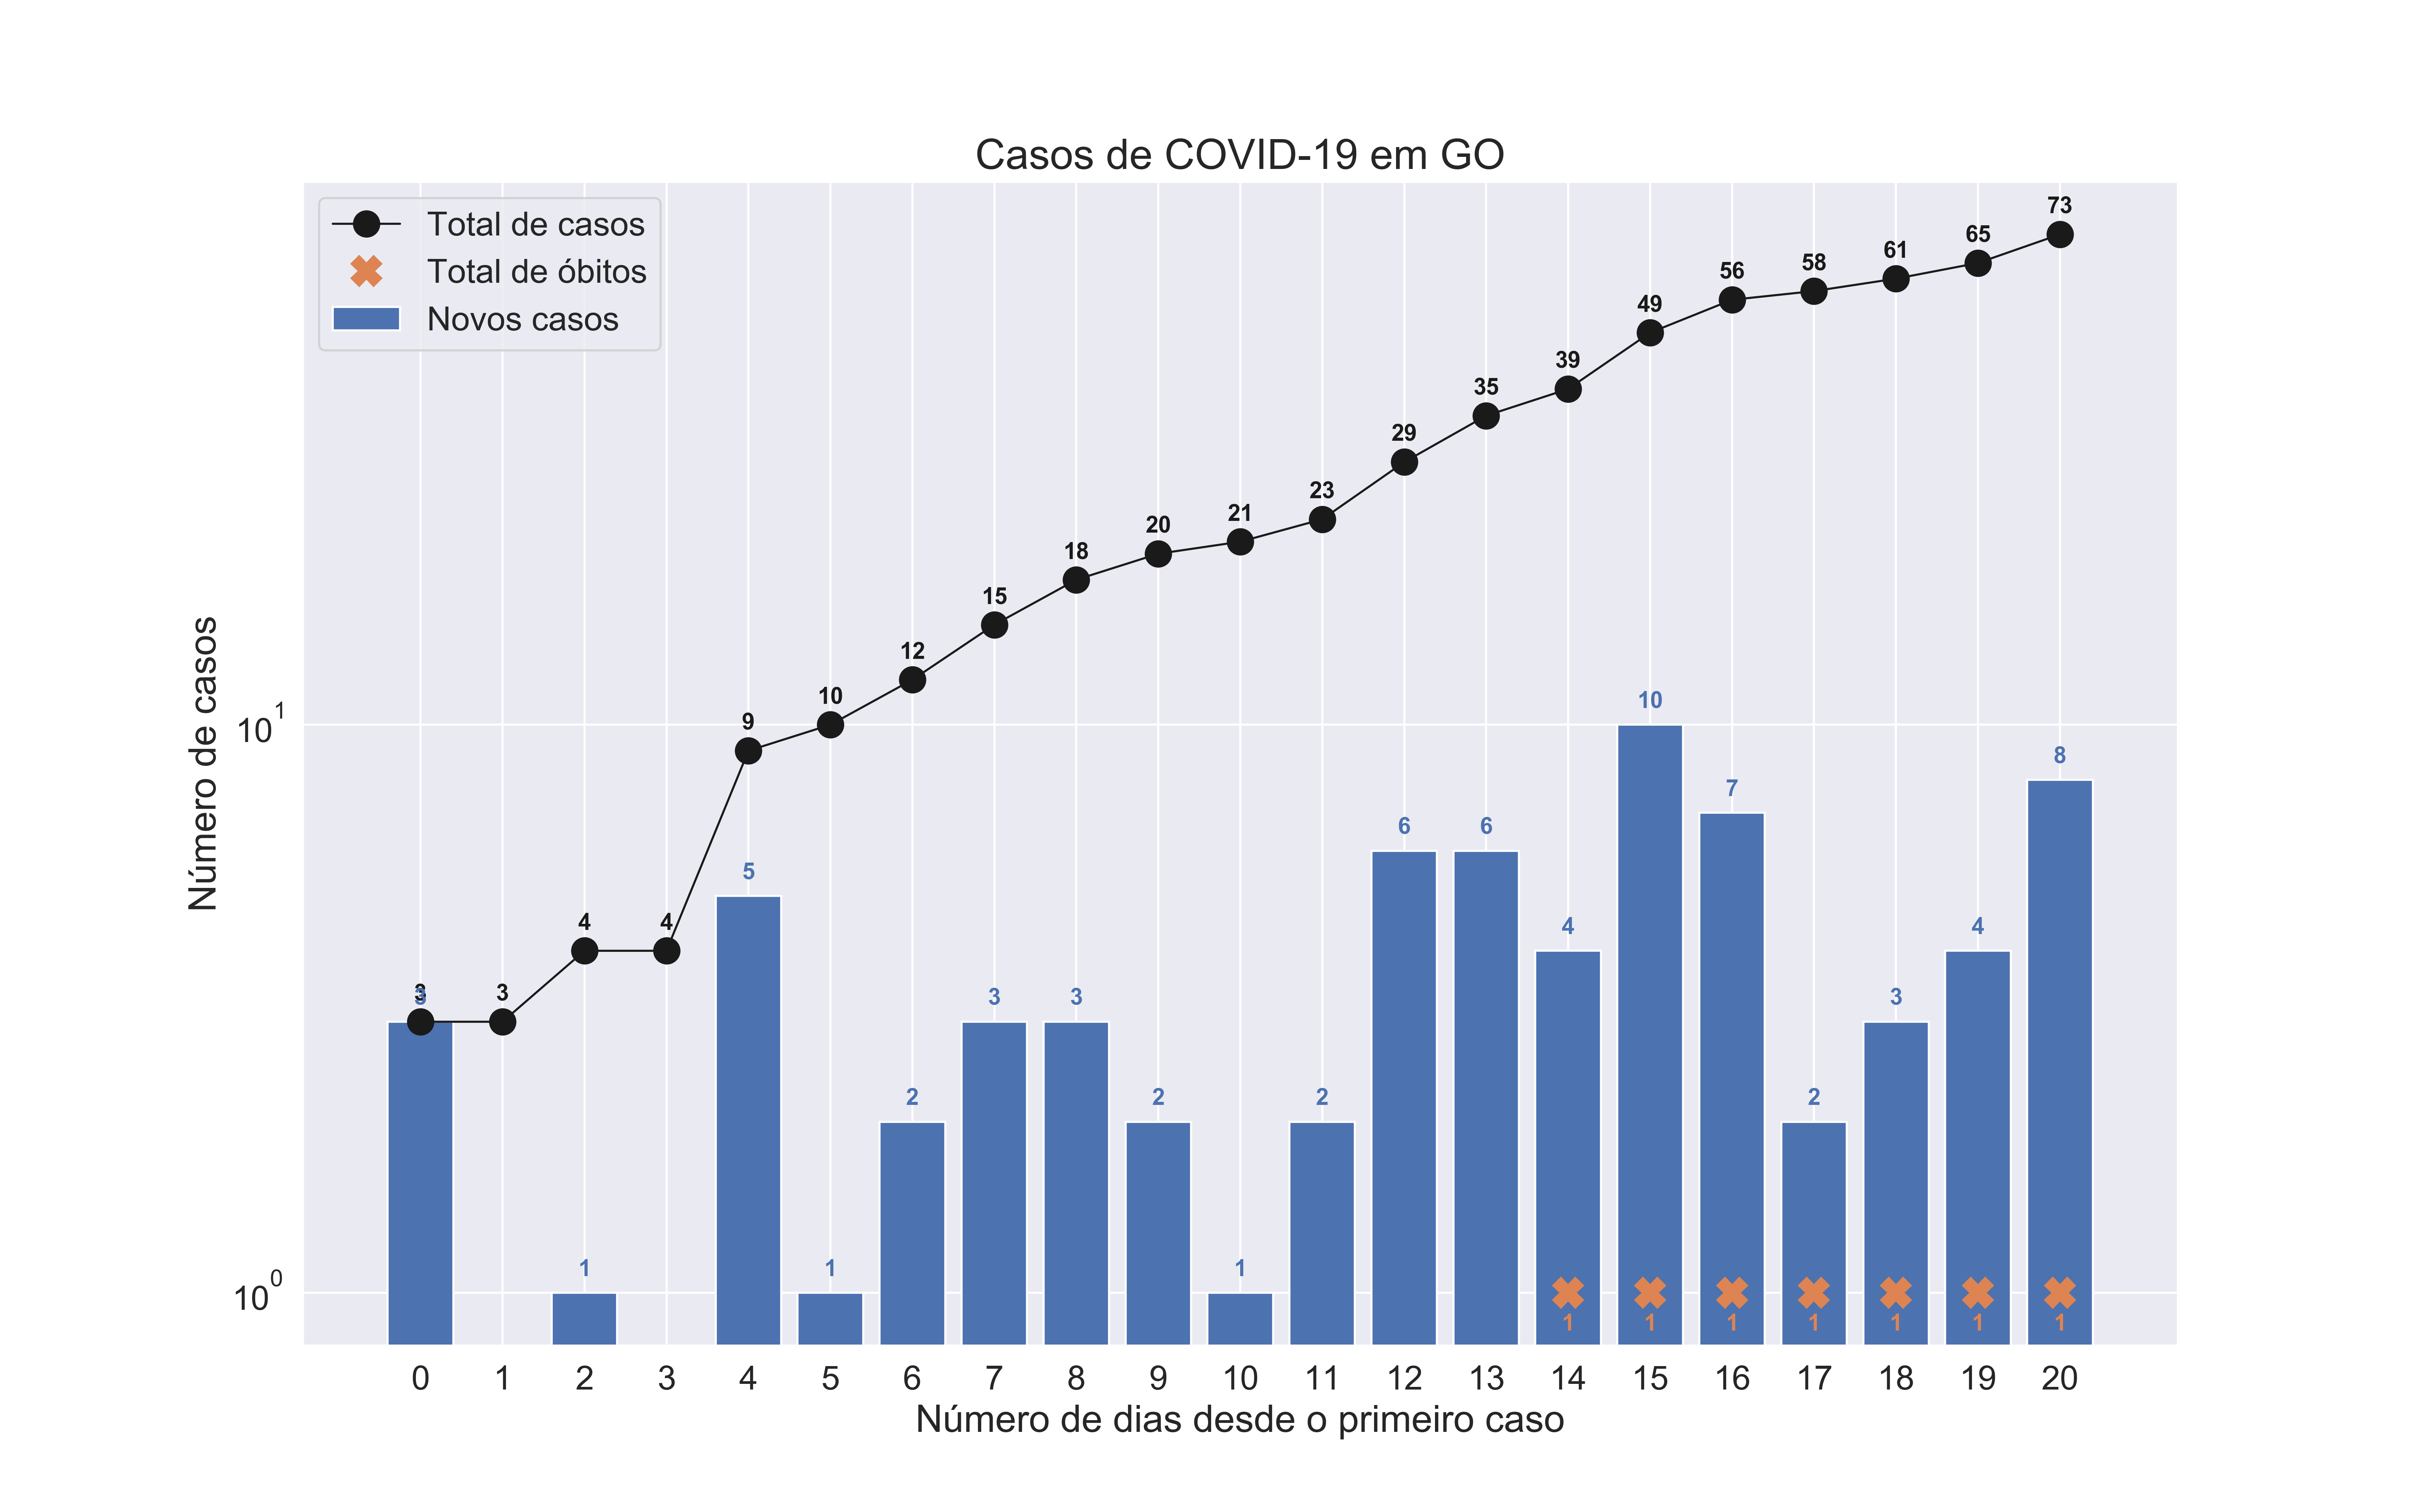 Casos de COVID-19 em GO
Total de casos
Total de óbitos
Novos casos
Número de casos
10^1
10^0
3 3 4 4 9 10 12 15 18 20 21 23 29 35 39 49 56 58 61 65 73
3 1 5 1 2 3 3 2 1 2 6 6 4 10 7 2 3 4 8
1 1 1 1 1 1 1
0 1 2 3 4 5 6 7 8 9 10 11 12 13 14 15 16 17 18 19 20
Número de dias desde o primeiro caso